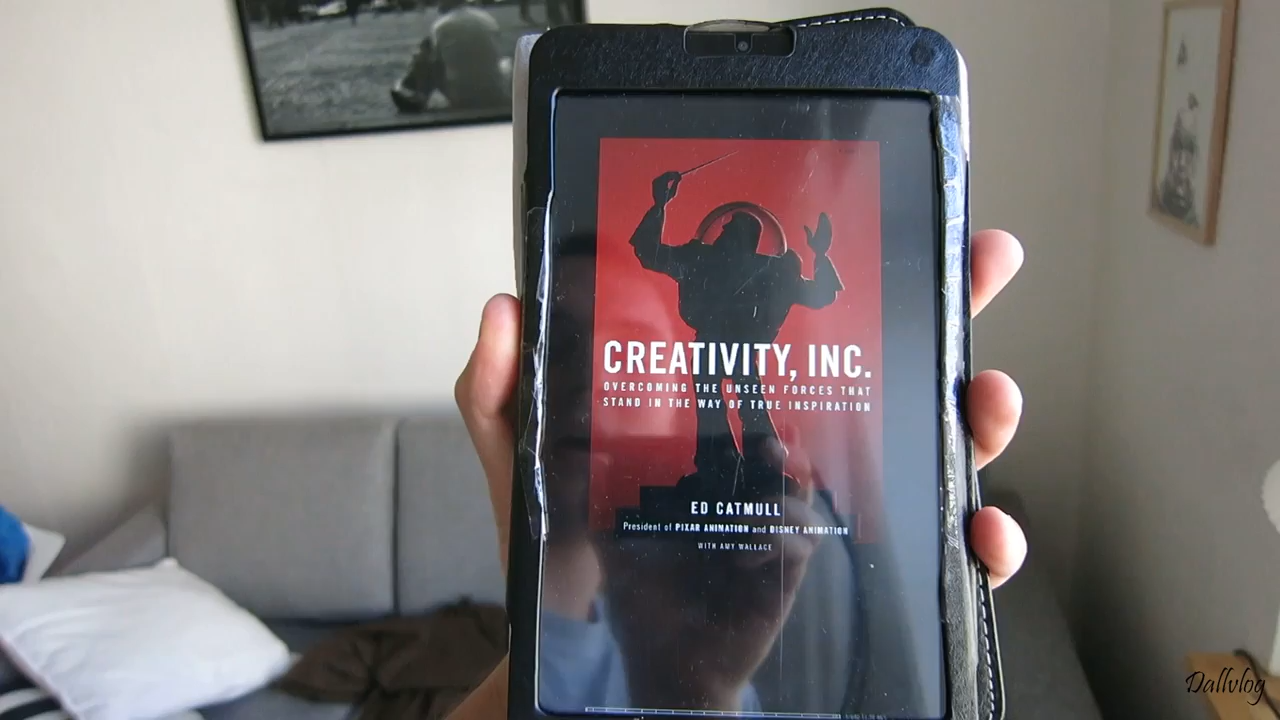 CREATIVITY, INC.
OVERCOMING THE UNSEEN FORCES THAT
STAND IN THE WAY OF TRUE INSPIRATION
ED CATMULL
President of PIXAR ANIMATION and DISNEY ANIMATION
WITH AMY WALLACE
Dallvlog